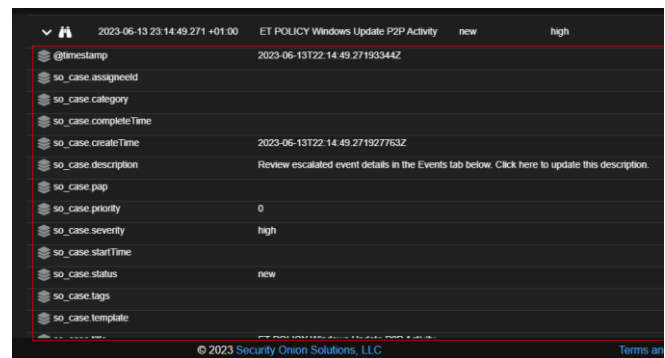 2023-06-13 23:14:49.271 +01:00 ET POLICY Windows Update P2P Activity new high
@timestamp 2023-06-13T22:14:49.27193344Z
so_case.assigneeId
so_case.category
so_case.completeTime
so_case.createTime 2023-06-13T22:14:49.271927763Z
so_case.description Review escalated event details in the Events tab below. Click here to update this description.
so_case.pap
so_case.priority 0
so_case.severity high
so_case.startTime
so_case.status new
so_case.tags
so_case.template
© 2023 Security Onion Solutions, LLC Terms an